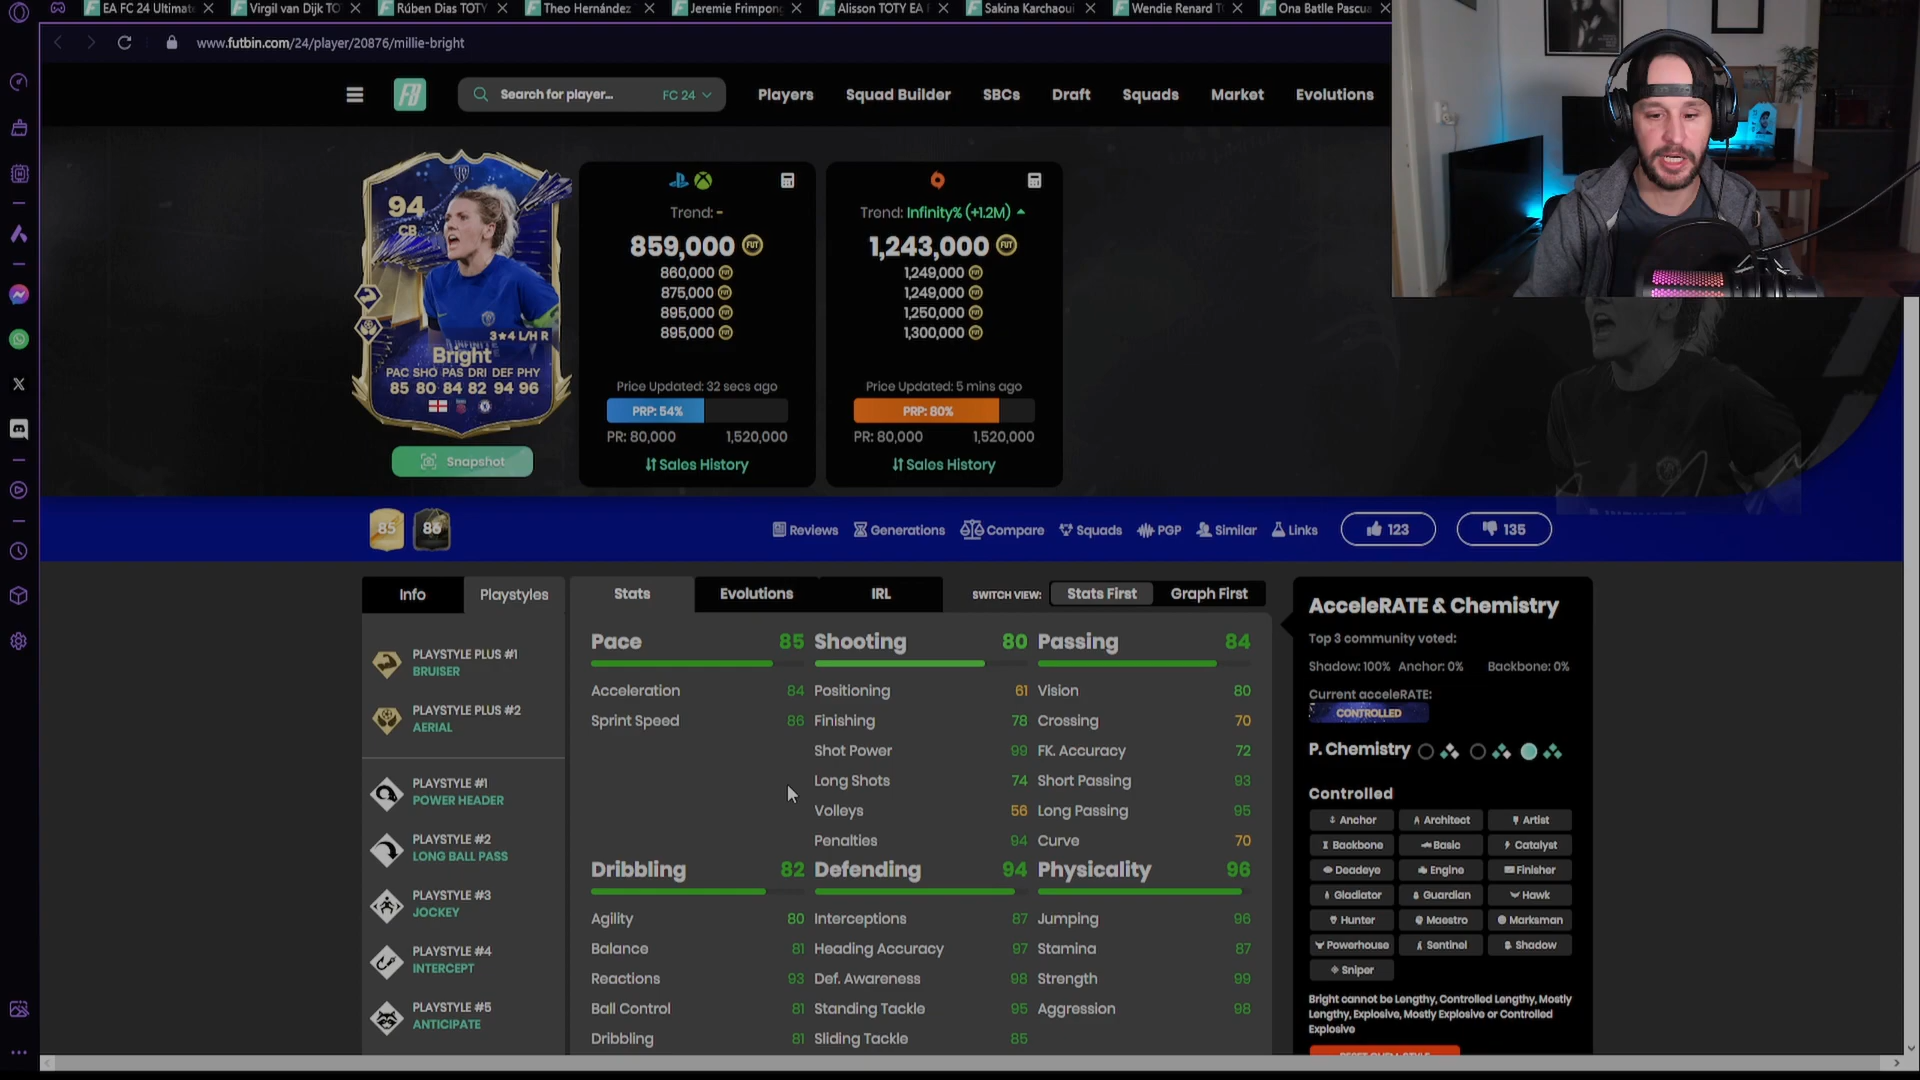 EA FC 24 Ultimat
Virgil van Dijk TO
Rúben Dias TOTY
Theo Hernández
Jeremie Frimpong
Alisson TOTY EA
Sakina Karchaoui
Wendie Renard T
Ona Batlle Pascua
www.futbin.com/24/player/20876/millie-bright
Search for player...
FC 24
Players
Squad Builder
SBCs
Draft
Squads
Market
Evolutions
94
CB
3★4 L/H R
Bright
PAC SHO PAS DRI DEF PHY
85 80 84 82 94 96
Snapshot
Trend: -
859,000
860,000
875,000
895,000
895,000
Price Updated: 32 secs ago
PRP: 54%
PR: 80,000
1,520,000
Sales History
Trend: Infinity% (+1.2M)
1,243,000
1,249,000
1,249,000
1,250,000
1,300,000
Price Updated: 5 mins ago
PRP: 80%
PR: 80,000
1,520,000
Sales History
85
86
Reviews
Generations
Compare
Squads
PGP
Similar
Links
123
135
Info
Playstyles
PLAYSTYLE PLUS #1
BRUISER
PLAYSTYLE PLUS #2
AERIAL
PLAYSTYLE #1
POWER HEADER
PLAYSTYLE #2
LONG BALL PASS
PLAYSTYLE #3
JOCKEY
PLAYSTYLE #4
INTERCEPT
PLAYSTYLE #5
ANTICIPATE
Stats
Evolutions
IRL
SWITCH VIEW:
Stats First
Graph First
Pace 85
Acceleration 84
Sprint Speed 86
Shooting 80
Positioning 61
Finishing 78
Shot Power 99
Long Shots 74
Volleys 56
Penalties 94
Passing 84
Vision 80
Crossing 70
FK. Accuracy 72
Short Passing 93
Long Passing 95
Curve 70
Dribbling 82
Agility 80
Balance 81
Reactions 93
Ball Control 81
Dribbling 81
Defending 94
Interceptions 87
Heading Accuracy 97
Def. Awareness 98
Standing Tackle 95
Sliding Tackle 85
Physicality 96
Jumping 96
Stamina 87
Strength 99
Aggression 98
AcceleRATE & Chemistry
Top 3 community voted:
Shadow: 100% Anchor: 0% Backbone: 0%
Current acceleRATE:
CONTROLLED
P. Chemistry
Controlled
Anchor
Architect
Artist
Backbone
Basic
Catalyst
Deadeye
Engine
Finisher
Gladiator
Guardian
Hawk
Hunter
Maestro
Marksman
Powerhouse
Sentinel
Shadow
Sniper
Bright cannot be Lengthy, Controlled Lengthy, Mostly
Lengthy, Explosive, Mostly Explosive or Controlled
Explosive